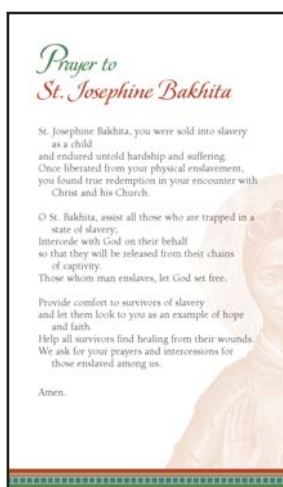 Prayer to
St. Josephine Bakhita
St. Josephine Bakhita, you were sold into slavery
as a child
and endured untold hardship and suffering.
Once liberated from your physical enslavement,
you found true redemption in your encounter with
Christ and his Church.
O St. Bakhita, assist all those who are trapped in a
state of slavery;
Intercede with God on their behalf
so that they will be released from their chains
of captivity.
Those whom man enslaves, let God set free.
Provide comfort to survivors of slavery
and let them look to you as an example of hope
and faith.
Help all survivors find healing from their wounds.
We ask for your prayers and intercessions for
those enslaved among us.
Amen.